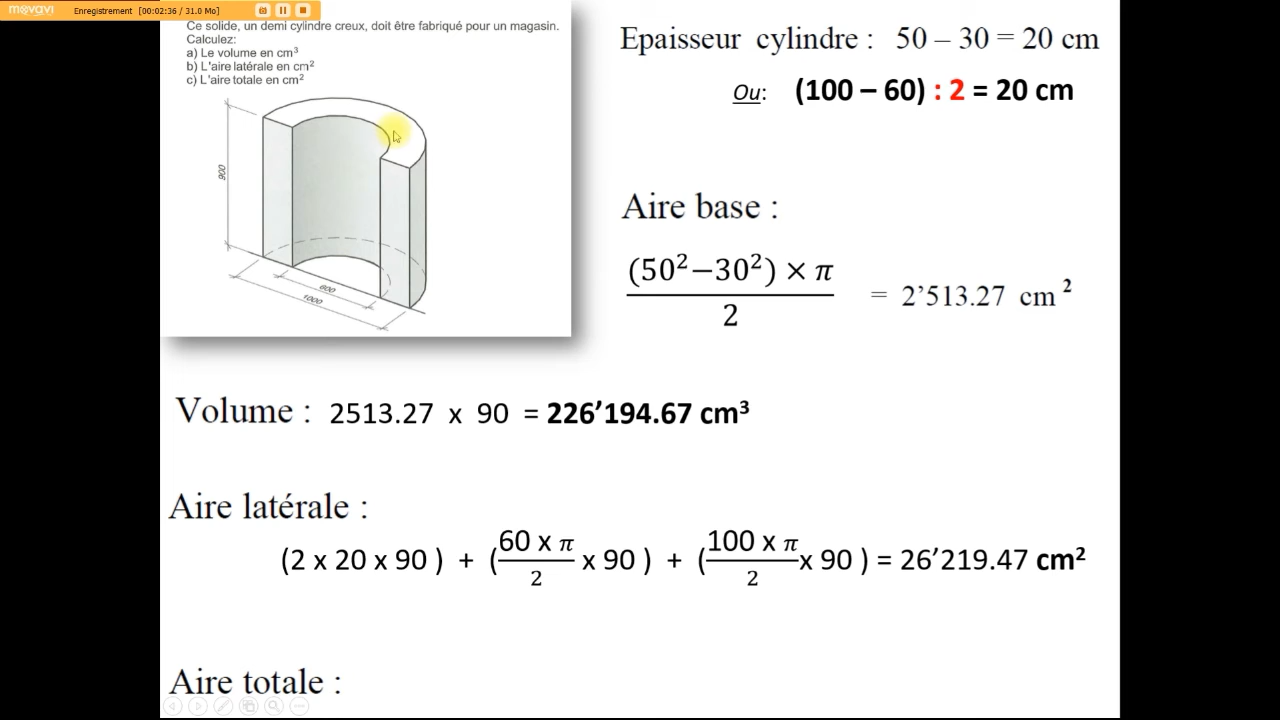 movavi
Enregistrement [00:02:36 / 31.0 Mo]
Ce solide, un demi cylindre creux, doit être fabriqué pour un magasin.
Calculez:
a) Le volume en cm³
b) L'aire latérale en cm²
c) L'aire totale en cm²
900
600
1000
Epaisseur cylindre : 50 – 30 = 20 cm
Ou: (100 – 60) : 2 = 20 cm
Aire base :
(50²−30²) × π
2
= 2’513.27 cm ²
Volume : 2513.27 x 90 = 226’194.67 cm³
Aire latérale :
(2 x 20 x 90 ) + (60 x π/2 x 90 ) + (100 x π/2 x 90 ) = 26’219.47 cm²
Aire totale :